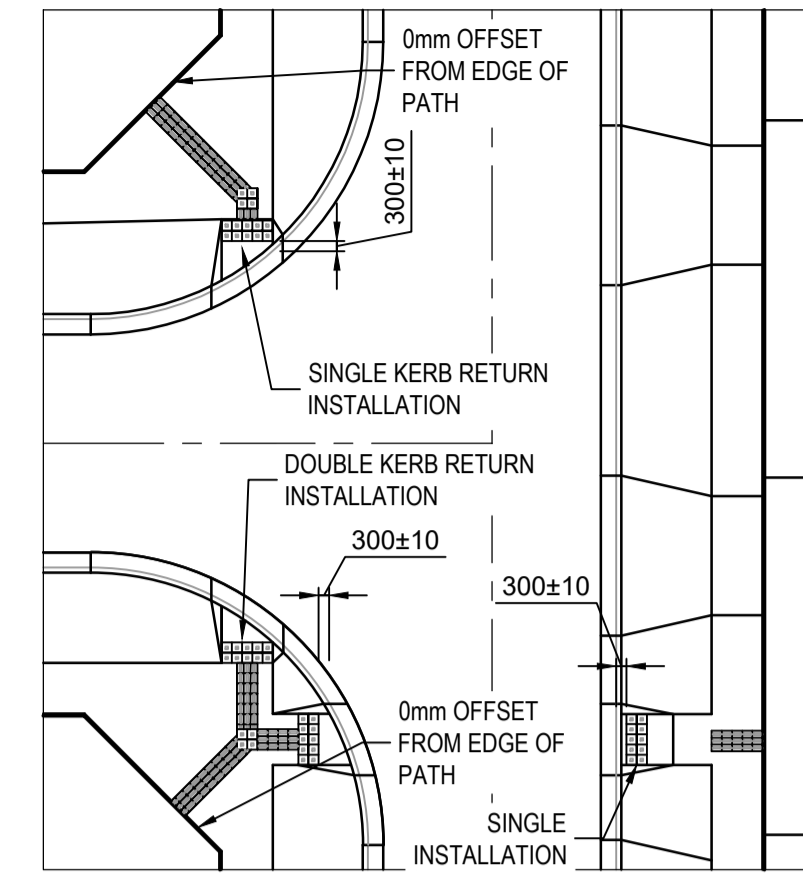 0mm OFFSET
FROM EDGE OF
PATH
300±10
SINGLE KERB RETURN
INSTALLATION
DOUBLE KERB RETURN
INSTALLATION
300±10
300±10
0mm OFFSET
FROM EDGE OF
PATH
SINGLE
INSTALLATION